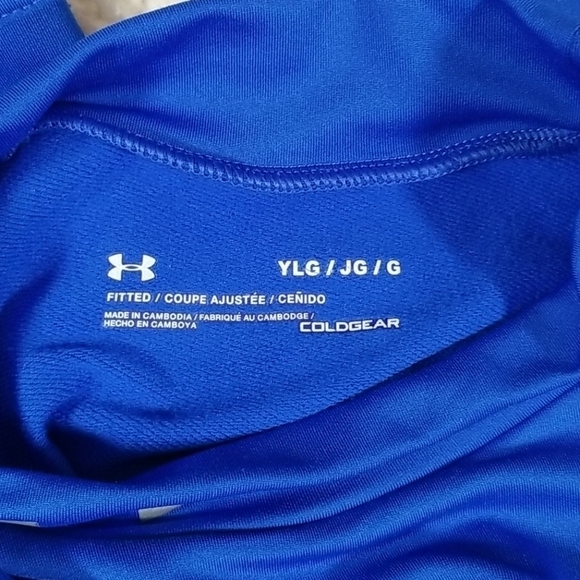 YLG / JG / G
FITTED / COUPE AJUSTÉE / CEÑIDO
MADE IN CAMBODIA / FABRIQUÉ AU CAMBODGE /
HECHO EN CAMBOYA
COLDGEAR